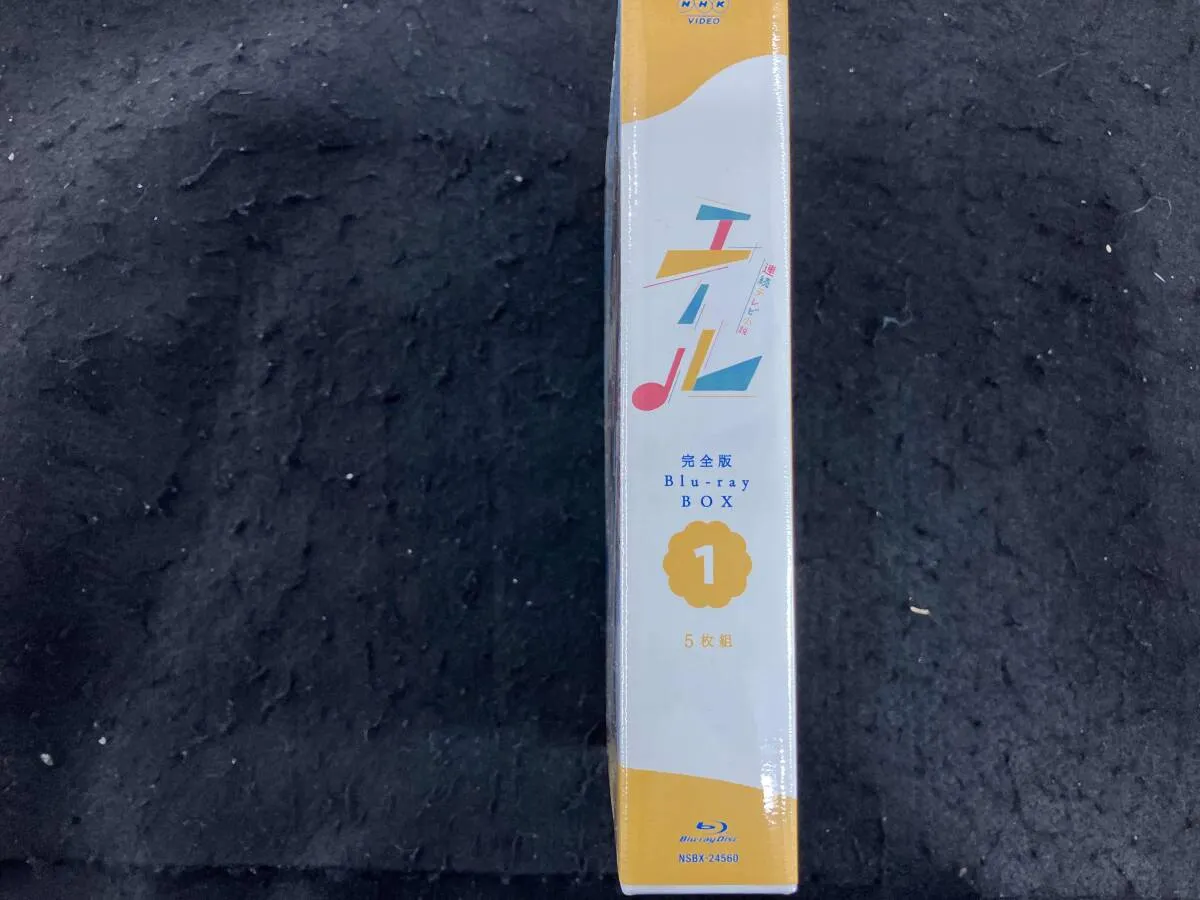 NHK
VIDEO
エール
連続テレビ小説
完全版
Blu-ray
BOX
1
5枚組
Blu-ray Disc
NSBX-24560